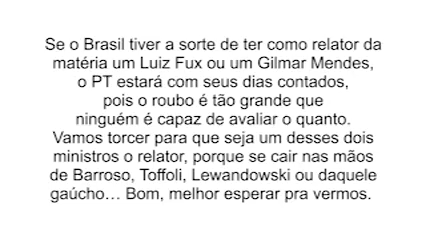 Se o Brasil tiver a sorte de ter como relator da
matéria um Luiz Fux ou um Gilmar Mendes,
o PT estará com seus dias contados,
pois o roubo é tão grande que
ninguém é capaz de avaliar o quanto.
Vamos torcer para que seja um desses dois
ministros o relator, porque se cair nas mãos
de Barroso, Toffoli, Lewandowski ou daquele
gaúcho… Bom, melhor esperar pra vermos.